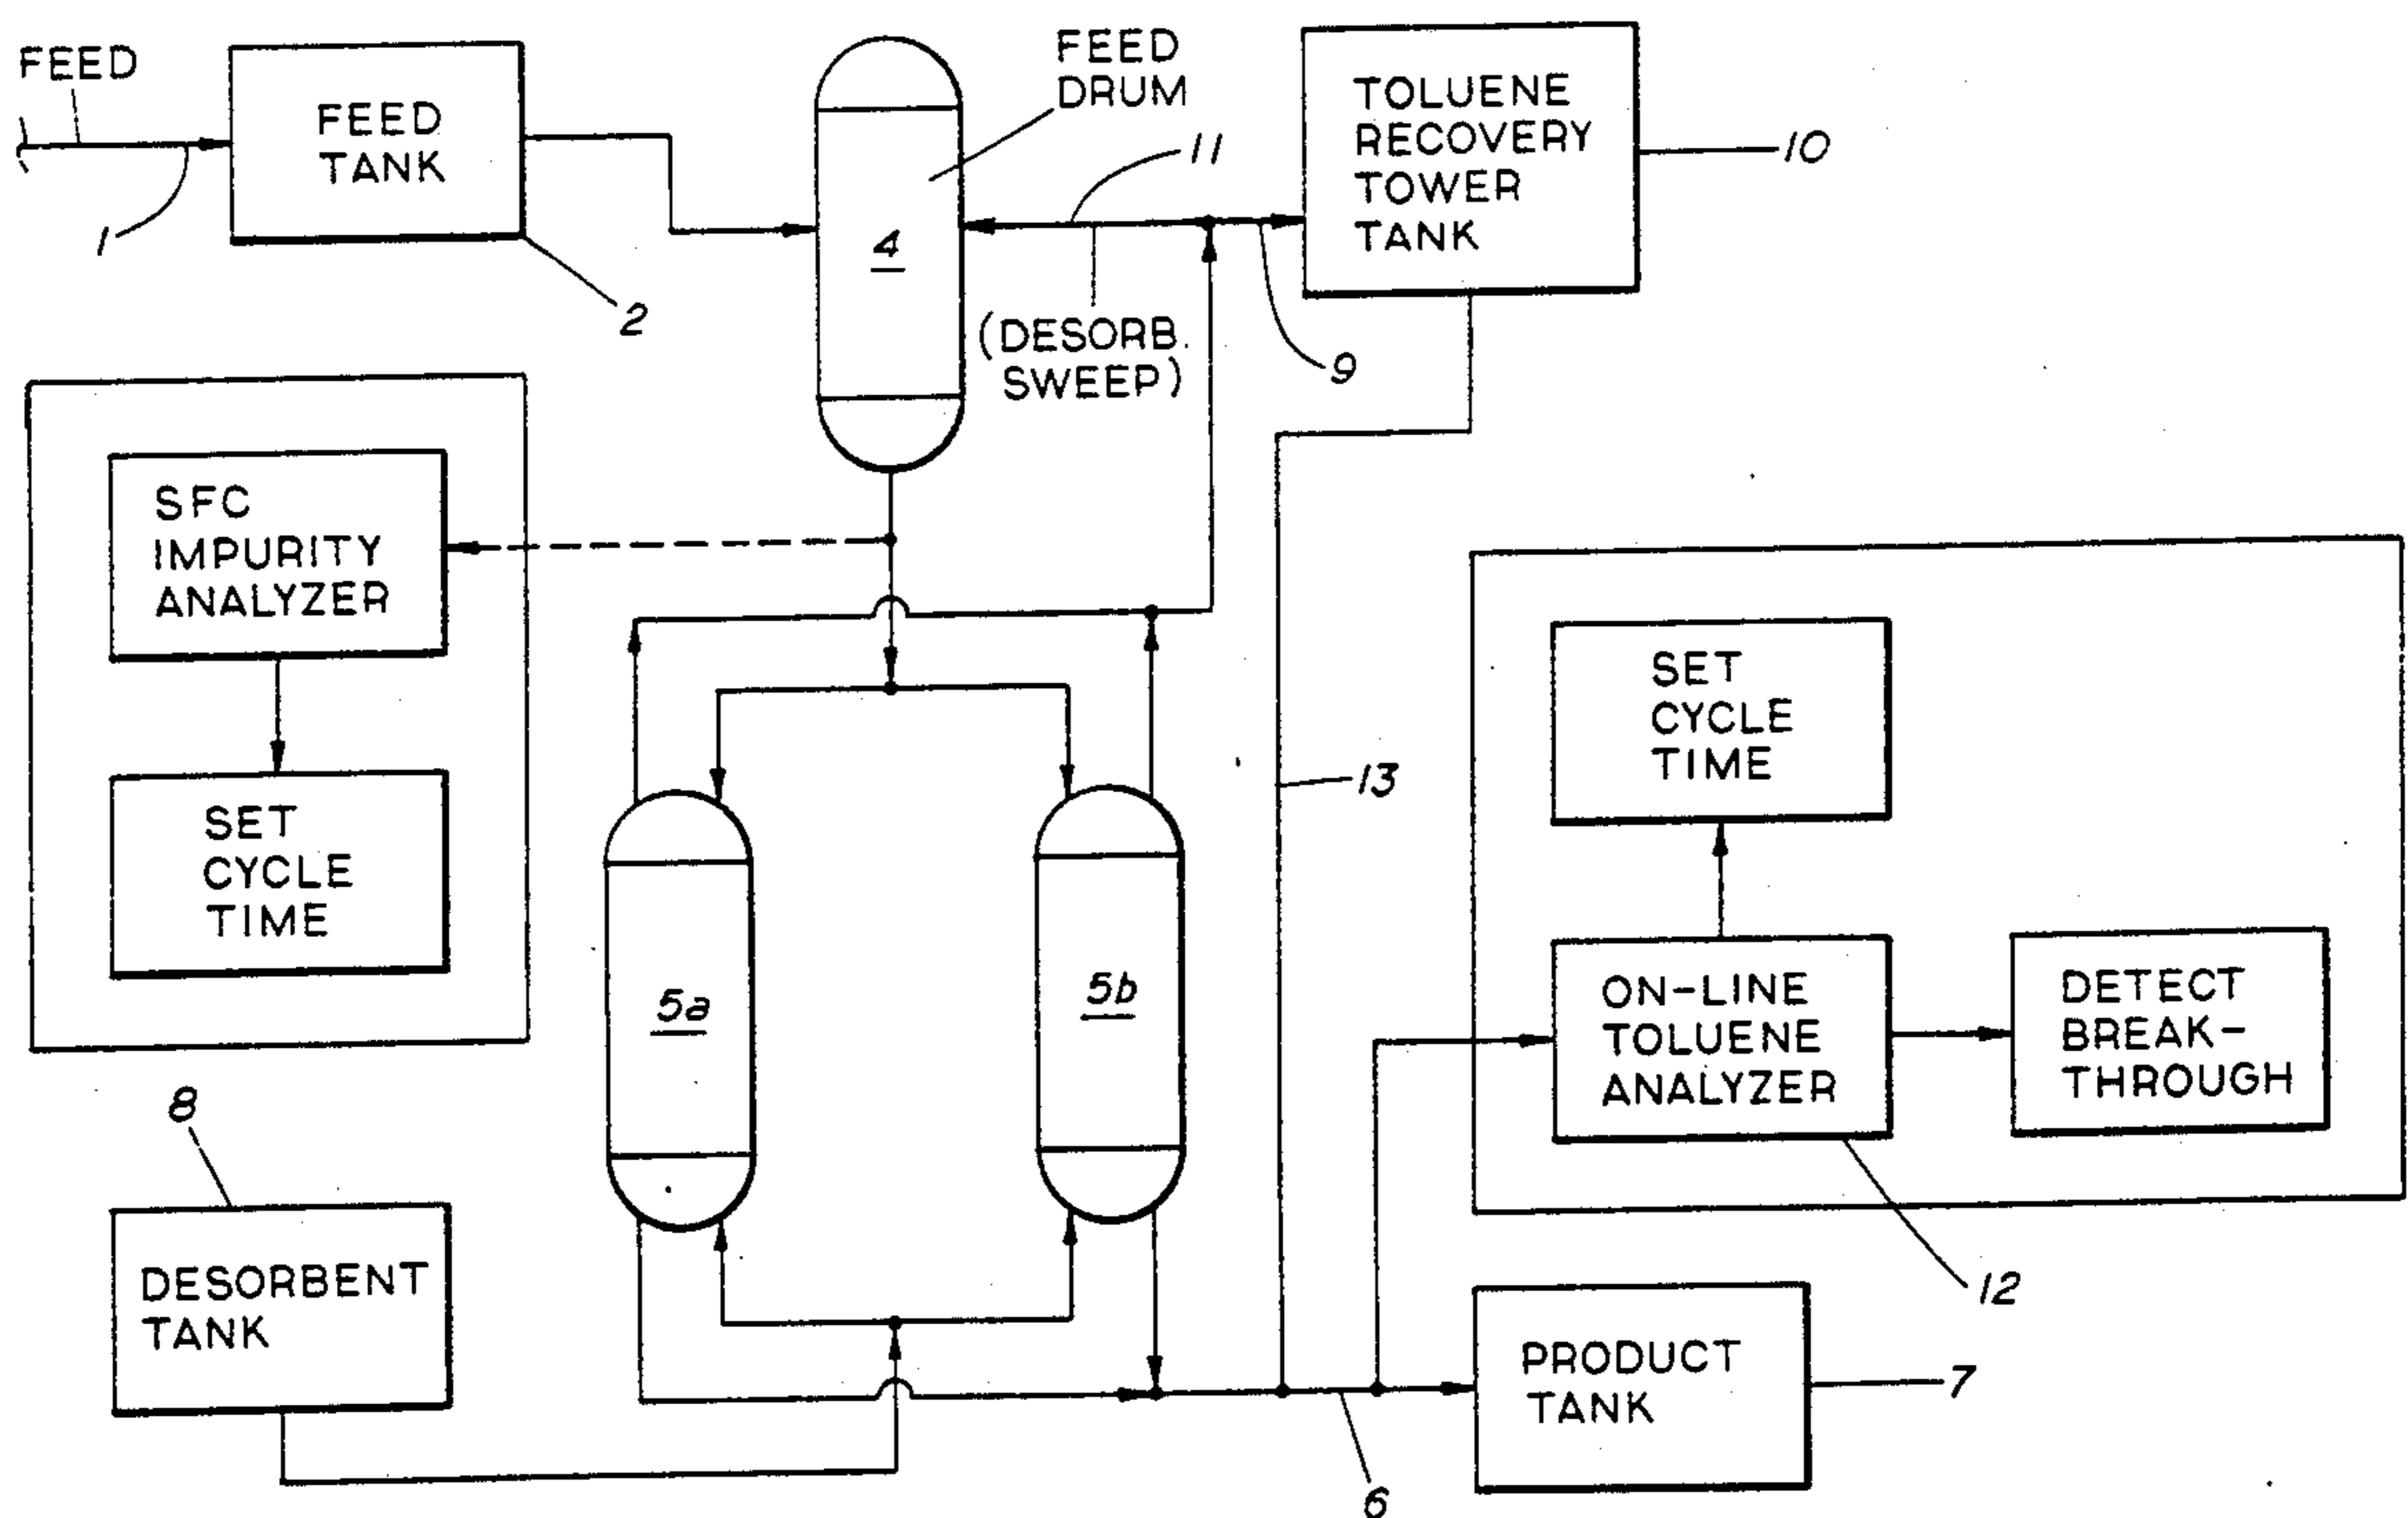 FEED
1
FEED
TANK
2
4
FEED
DRUM
11
(DESORB.
SWEEP)
9
TOLUENE
RECOVERY
TOWER
TANK
10
SFC
IMPURITY
ANALYZER
SET
CYCLE
TIME
5a
5b
13
SET
CYCLE
TIME
ON-LINE
TOLUENE
ANALYZER
DETECT
BREAK-
THROUGH
12
8
DESORBENT
TANK
6
PRODUCT
TANK
7